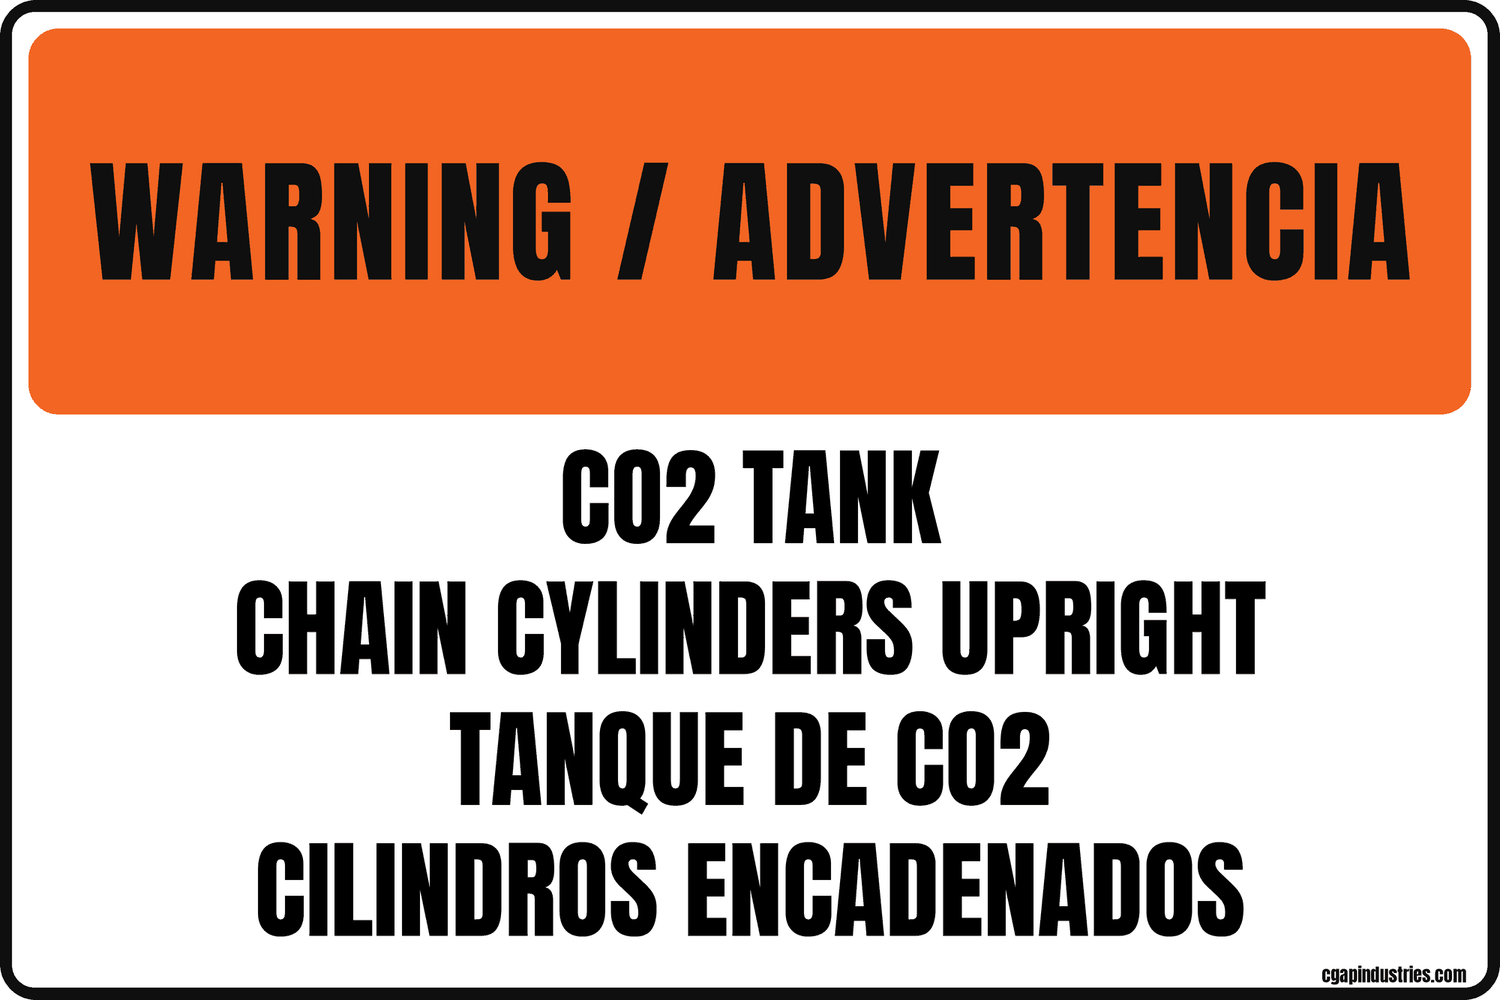 WARNING / ADVERTENCIA
CO2 TANK
CHAIN CYLINDERS UPRIGHT
TANQUE DE CO2
CILINDROS ENCADENADOS
cgapindustries.com